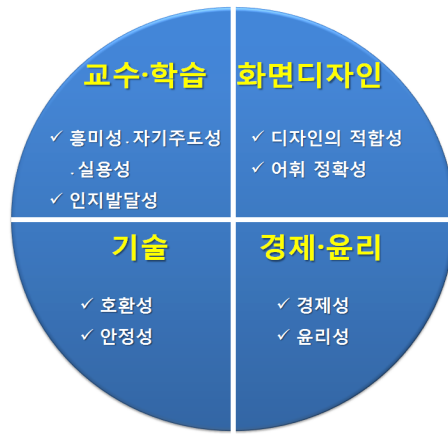 교수·학습
✓ 흥미성.자기주도성
.실용성
✓ 인지발달성
화면디자인
✓ 디자인의 적합성
✓ 어휘 정확성
기술
✓ 호환성
✓ 안정성
경제·윤리
✓ 경제성
✓ 윤리성